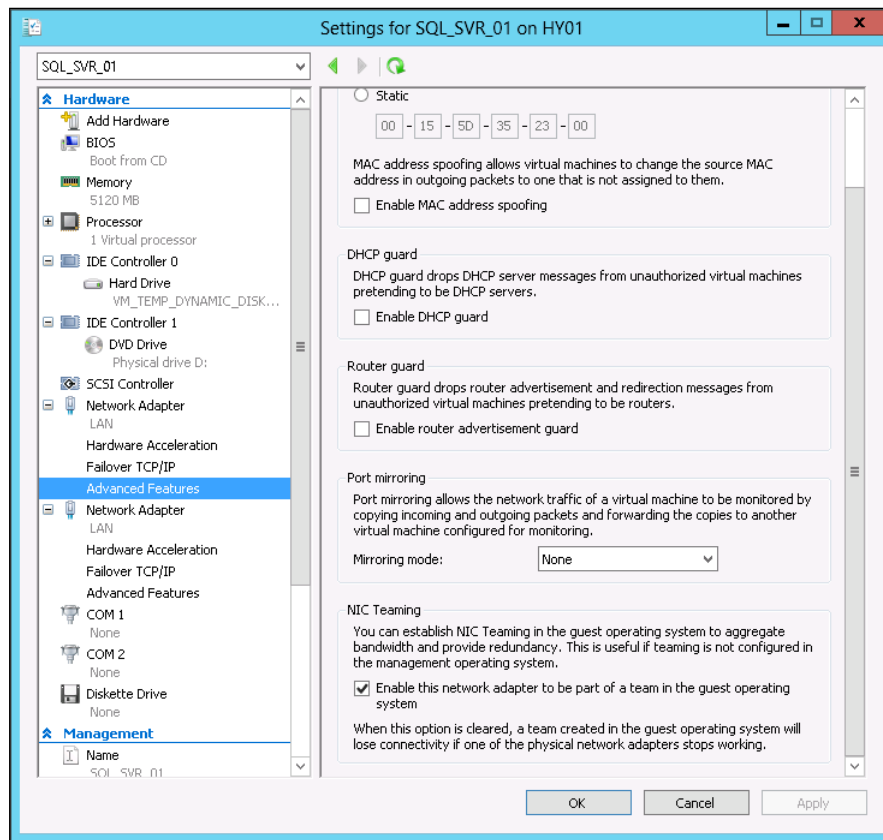 Settings for SQL_SVR_01 on HY01
SQL_SVR_01
Hardware
Add Hardware
BIOS
Boot from CD
Memory
5120 MB
Processor
1 Virtual processor
IDE Controller 0
Hard Drive
VM_TEMP_DYNAMIC_DISK...
IDE Controller 1
DVD Drive
Physical drive D:
SCSI Controller
Network Adapter
LAN
Hardware Acceleration
Failover TCP/IP
Advanced Features
Network Adapter
LAN
Hardware Acceleration
Failover TCP/IP
Advanced Features
COM 1
None
COM 2
None
Diskette Drive
None
Management
Name
SQL_SVR_01
Static
00 - 15 - 5D - 35 - 23 - 00
MAC address spoofing allows virtual machines to change the source MAC
address in outgoing packets to one that is not assigned to them.
Enable MAC address spoofing
DHCP guard
DHCP guard drops DHCP server messages from unauthorized virtual machines
pretending to be DHCP servers.
Enable DHCP guard
Router guard
Router guard drops router advertisement and redirection messages from
unauthorized virtual machines pretending to be routers.
Enable router advertisement guard
Port mirroring
Port mirroring allows the network traffic of a virtual machine to be monitored by
copying incoming and outgoing packets and forwarding the copies to another
virtual machine configured for monitoring.
Mirroring mode: None
NIC Teaming
You can establish NIC Teaming in the guest operating system to aggregate
bandwidth and provide redundancy. This is useful if teaming is not configured in
the management operating system.
Enable this network adapter to be part of a team in the guest operating
system
When this option is cleared, a team created in the guest operating system will
lose connectivity if one of the physical network adapters stops working.
OK Cancel Apply